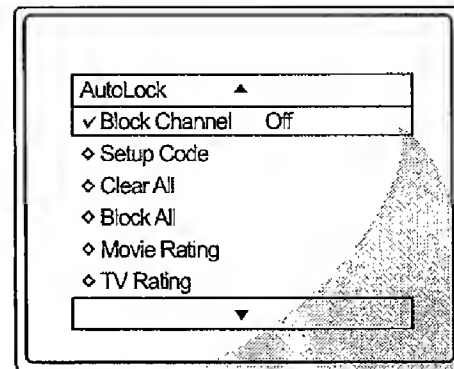 AutoLock ▲
✓ Block Channel Off
◇ Setup Code
◇ Clear All
◇ Block All
◇ Movie Rating
◇ TV Rating
▼